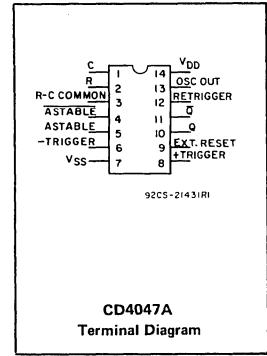 C 1 14 VDD
R 2 13 OSC OUT
R-C COMMON 3 12 RETRIGGER
ASTABLE 4 11 Q
ASTABLE 5 10 Q
-TRIGGER 6 9 EXT. RESET
VSS 7 8 +TRIGGER
92CS-21431R1
CD4047A
Terminal Diagram